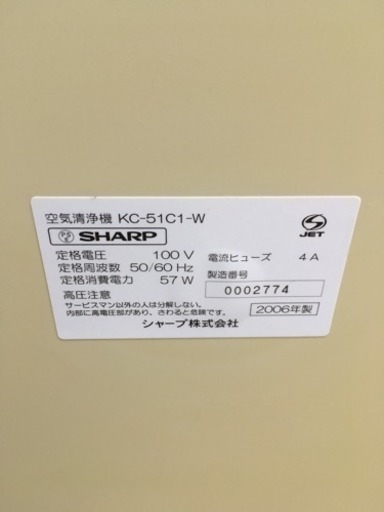 空気清浄機 KC-51C1-W
SHARP
JET
定格電圧 100 V
電流ヒューズ 4 A
定格周波数 50/60 Hz
製造番号
定格消費電力 57 W
0002774
高圧注意
サービスマン以外の人は分解しない。
内部に高電圧部があり、さわると危険です。
2006年製
シャープ株式会社